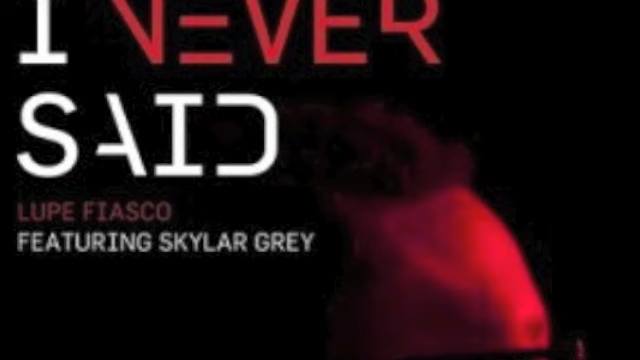 I NEVER
SAID
LUPE FIASCO
FEATURING SKYLAR GREY